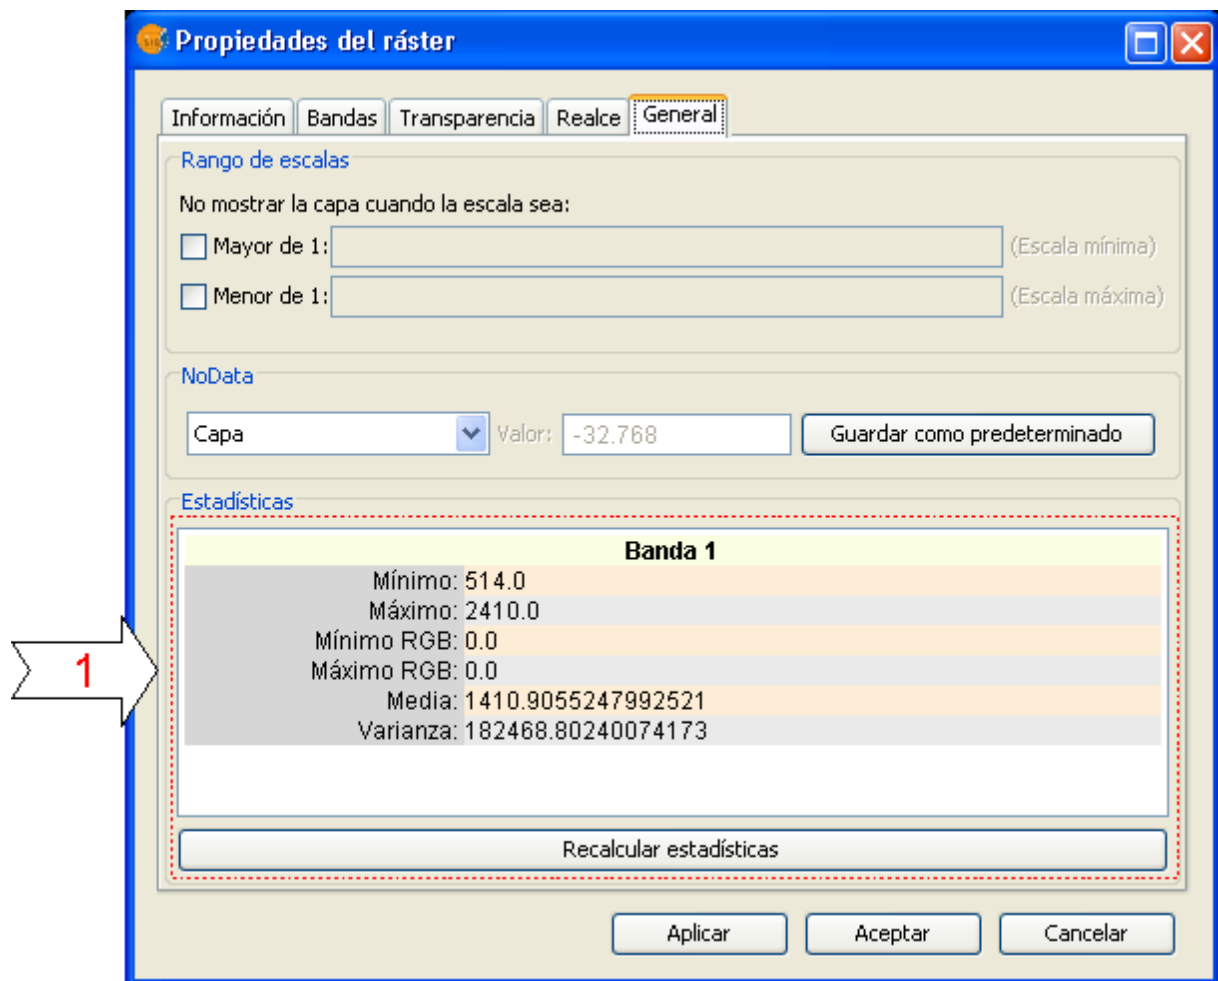 Propiedades del ráster
Información Bandas Transparencia Realce General
Rango de escalas
No mostrar la capa cuando la escala sea:
Mayor de 1: (Escala mínima)
Menor de 1: (Escala máxima)
NoData
Capa Valor: -32.768 Guardar como predeterminado
Estadísticas
Banda 1
Mínimo: 514.0
Máximo: 2410.0
Mínimo RGB: 0.0
Máximo RGB: 0.0
Media: 1410.9055247992521
Varianza: 182468.80240074173
1
Recalcular estadísticas
Aplicar Aceptar Cancelar